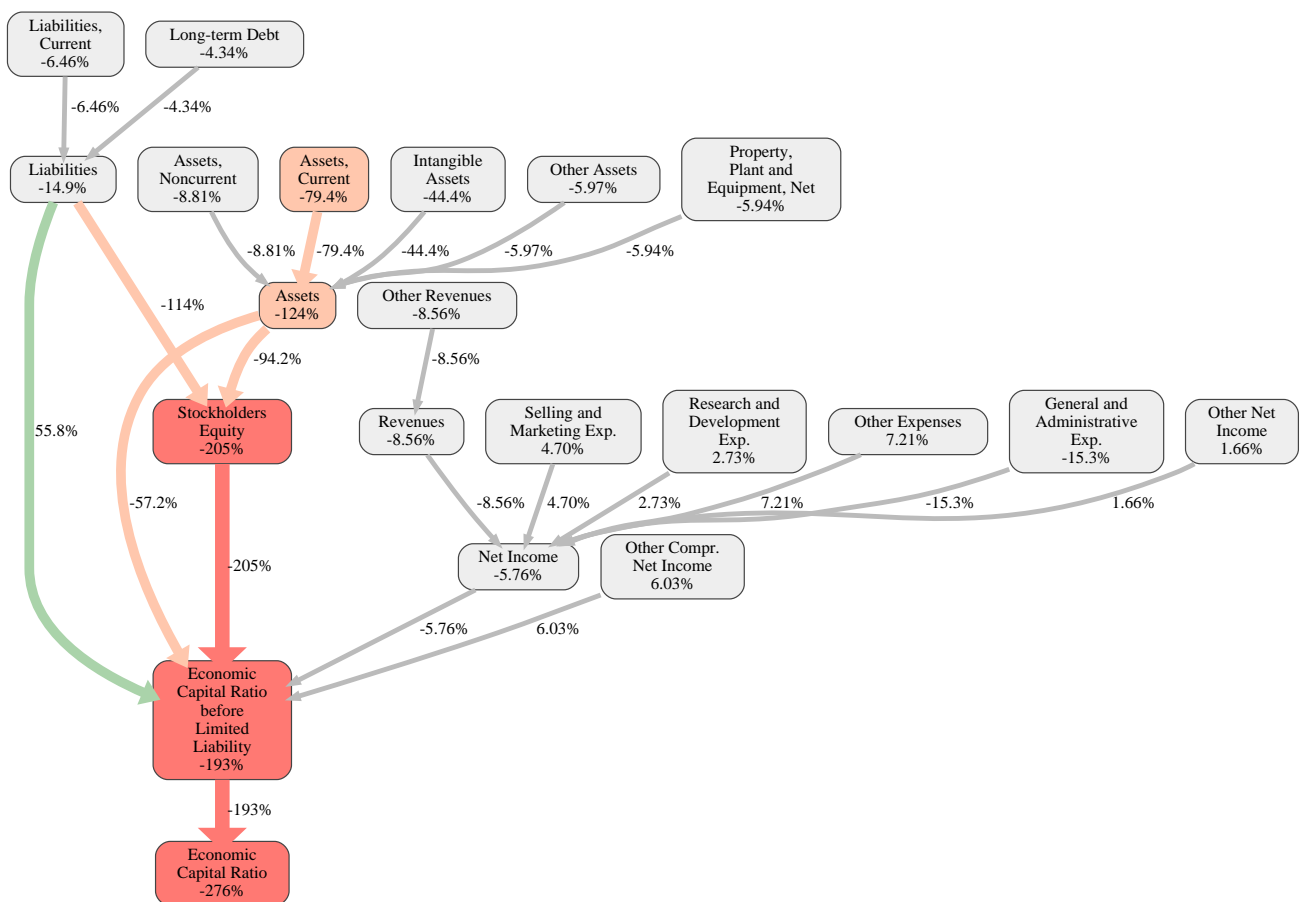 Liabilities,
Current
-6.46%
Long-term Debt
-4.34%
-6.46%
-4.34%
Liabilities
-14.9%
Assets,
Noncurrent
-8.81%
Assets,
Current
-79.4%
Intangible
Assets
-44.4%
Other Assets
-5.97%
Property,
Plant and
Equipment, Net
-5.94%
-8.81%
-79.4%
-44.4%
-5.97%
-5.94%
Assets
-124%
Other Revenues
-8.56%
-114%
-94.2%
-8.56%
Stockholders
Equity
-205%
Revenues
-8.56%
Selling and
Marketing Exp.
4.70%
Research and
Development
Exp.
2.73%
Other Expenses
7.21%
General and
Administrative
Exp.
-15.3%
Other Net
Income
1.66%
55.8%
-57.2%
-8.56%
4.70%
2.73%
7.21%
-15.3%
1.66%
-205%
Net Income
-5.76%
Other Compr.
Net Income
6.03%
-5.76%
6.03%
Economic
Capital Ratio
before
Limited
Liability
-193%
-193%
Economic
Capital Ratio
-276%